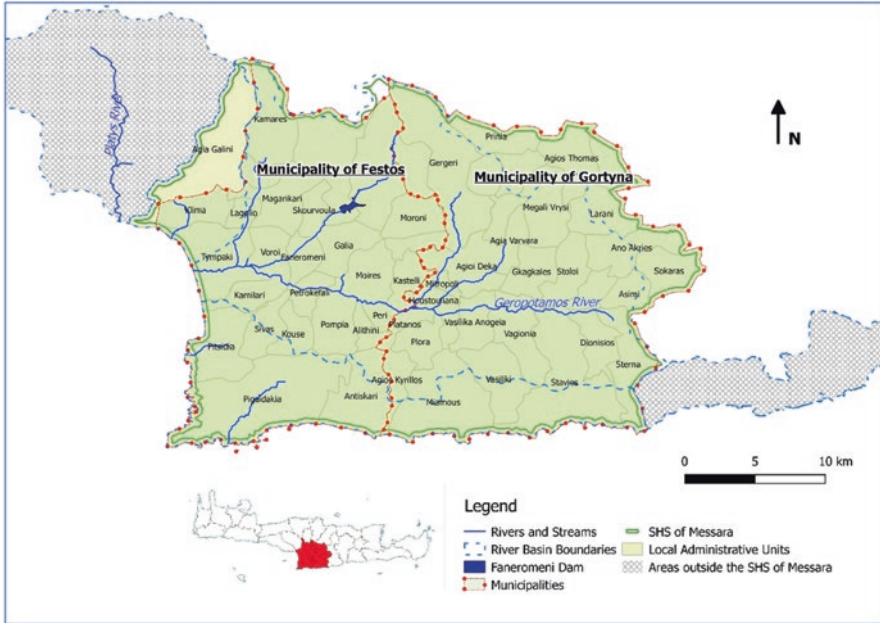 Platys River
Kamares
Agia Galini
Prinia
Agios Thomas
Gergeri
Municipality of Festos
Municipality of Gortyna
N
Magarikari
Klima
Lagolio
Skourvoula
Moroni
Megali Vrysi
Larani
Tympaki
Voroi
Faneromeni
Galia
Agia Varvara
Ano Akries
Moires
Kastelli
Agioi Deka
Gkagkales
Stoloi
Sokaras
Mitropoli
Kamilari
Petrokefali
Houstouliana
Geropotamos River
Asimi
Peri
Sivas
Kouse
Pompia
Alithini
Platanos
Vasilika Anogeia
Pitsidia
Plora
Vagionia
Dionisios
Sterna
Pigaidakia
Agios Kyrillos
Vasiliki
Stavies
Antiskari
Miamous
0 5 10 km
Legend
Rivers and Streams
River Basin Boundaries
Faneromeni Dam
Municipalities
SHS of Messara
Local Administrative Units
Areas outside the SHS of Messara